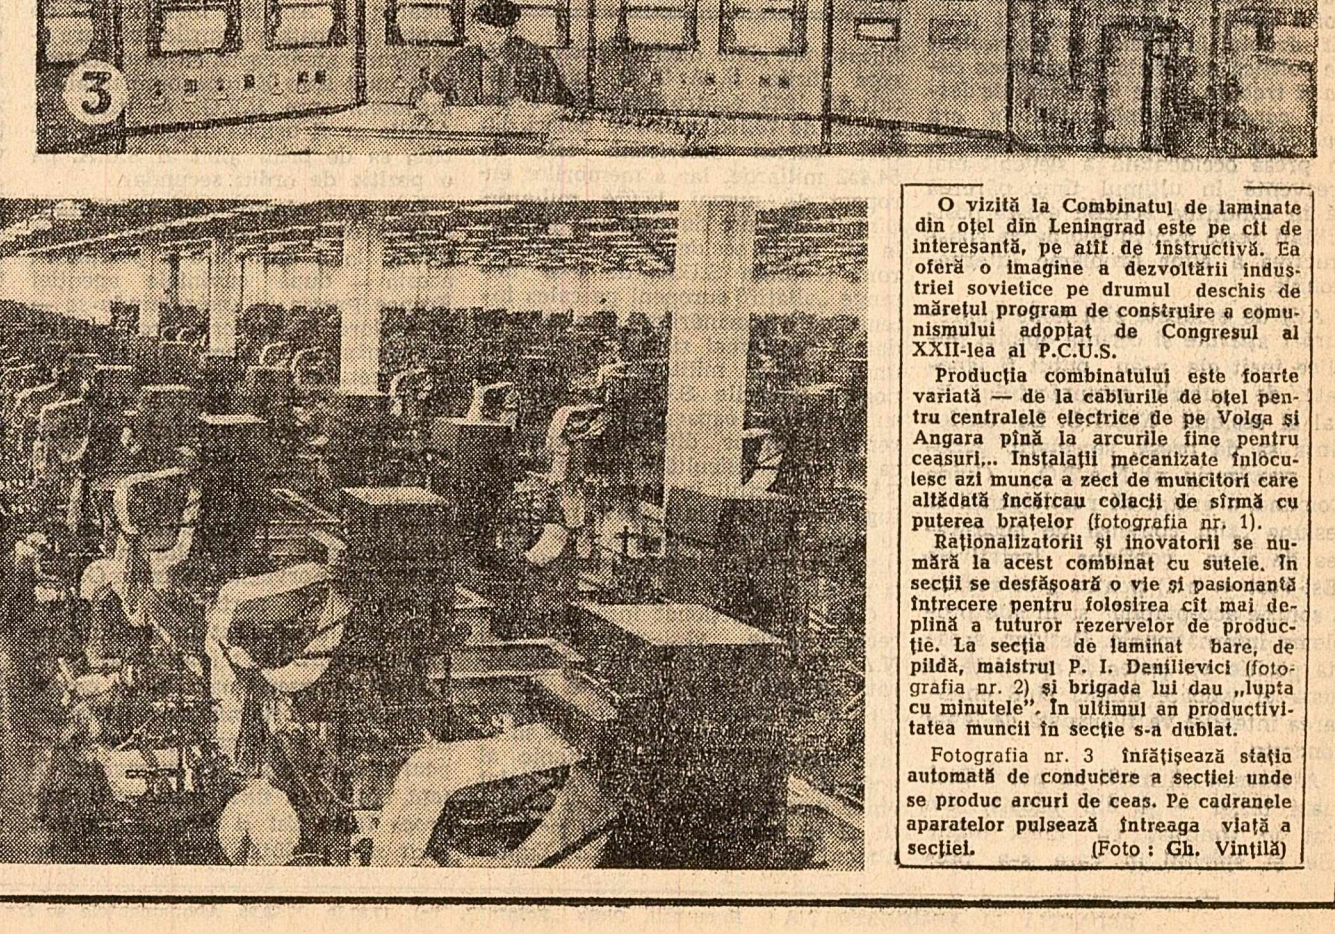 3
O vizită la Combinatul de laminate
din oțel din Leningrad este pe cît de
interesantă, pe atît de instructivă. Ea
oferă o imagine a dezvoltării indus-
triei sovietice pe drumul deschis de
mărețul program de construire a comu-
nismului adoptat de Congresul al
XXII-lea al P.C.U.S.
Producția combinatului este foarte
variată — de la cablurile de oțel pen-
tru centralele electrice de pe Volga și
Angara pînă la arcurile fine pentru
ceasuri... Instalații mecanizate înlocu-
iesc azi munca a zeci de muncitori care
altădată încărcau colacii de sîrmă cu
puterea brațelor (fotografia nr. 1).
Raționalizatorii și inovatorii se nu-
mără la acest combinat cu sutele. În
secții se desfășoară o vie și pasionantă
întrecere pentru folosirea cît mai de-
plină a tuturor rezervelor de produc-
ție. La secția de laminat bare, de
pildă, maistrul P. I. Danilievici (foto-
grafia nr. 2) și brigada lui dau „lupta
cu minutele”. În ultimul an productivi-
tatea muncii în secție s-a dublat.
Fotografia nr. 3 înfățișează stația
automată de conducere a secției unde
se produc arcuri de ceas. Pe cadranele
aparatelor pulsează întreaga viață a
secției. (Foto : Gh. Vințilă)